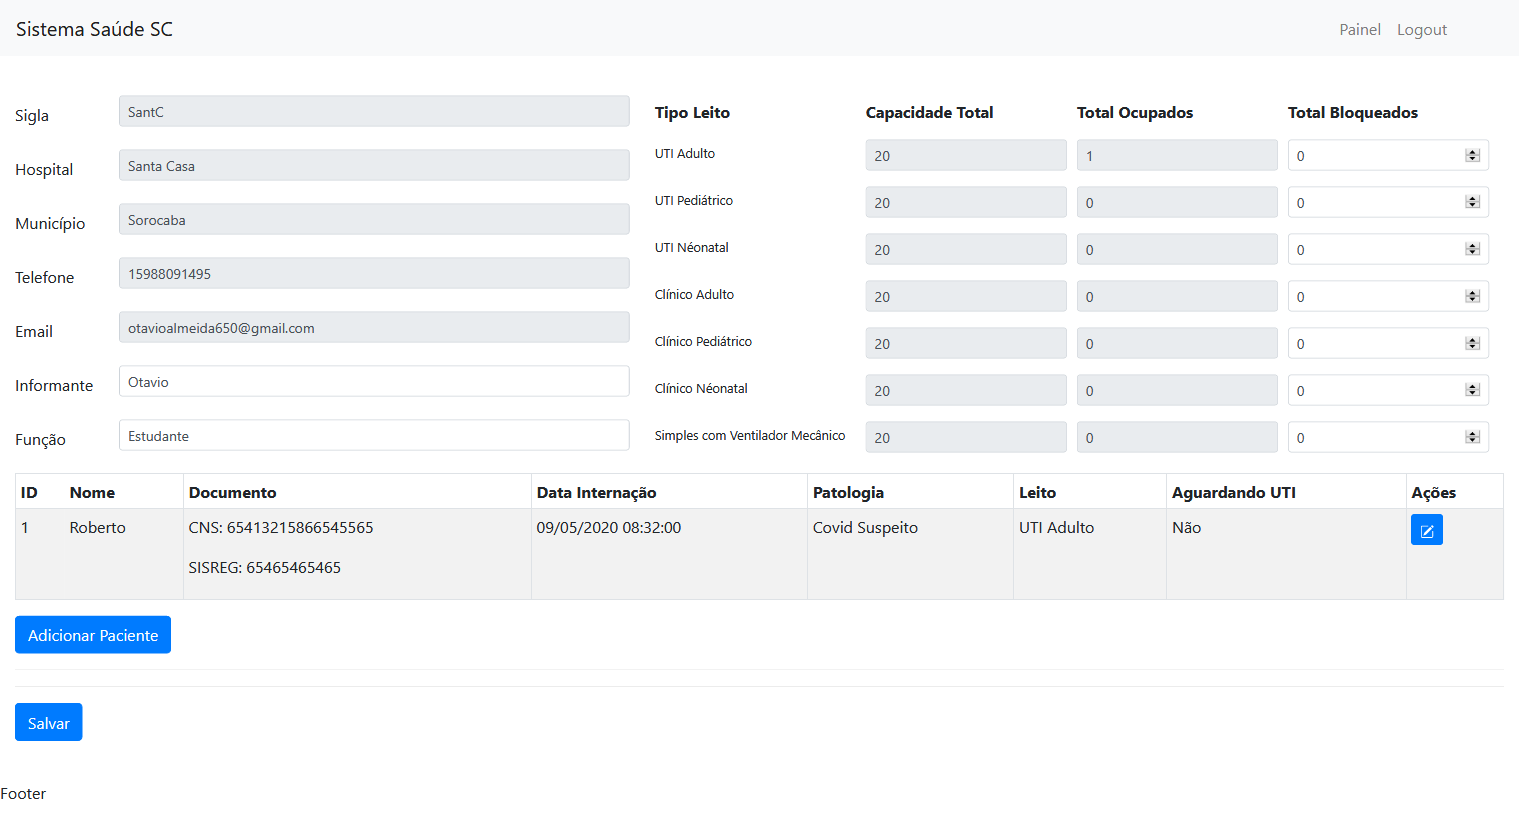 Sistema Saúde SC
Painel Logout
Sigla SantC
Hospital Santa Casa
Município Sorocaba
Telefone 15988091495
Email otavioalmeida650@gmail.com
Informante Otavio
Função Estudante
Tipo Leito Capacidade Total Total Ocupados Total Bloqueados
UTI Adulto 20 1 0
UTI Pediátrico 20 0 0
UTI Néonatal 20 0 0
Clínico Adulto 20 0 0
Clínico Pediátrico 20 0 0
Clínico Néonatal 20 0 0
Simples com Ventilador Mecânico 20 0 0
ID Nome Documento Data Internação Patologia Leito Aguardando UTI Ações
1 Roberto CNS: 65413215866545565 09/05/2020 08:32:00 Covid Suspeito UTI Adulto Não
SISREG: 65465465465
Adicionar Paciente
Salvar
Footer